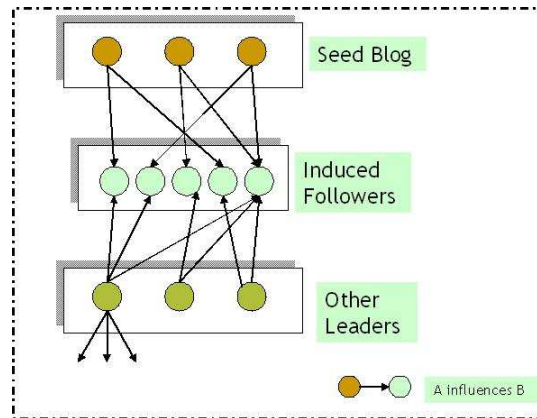 Seed Blog
Induced
Followers
Other
Leaders
A influences B